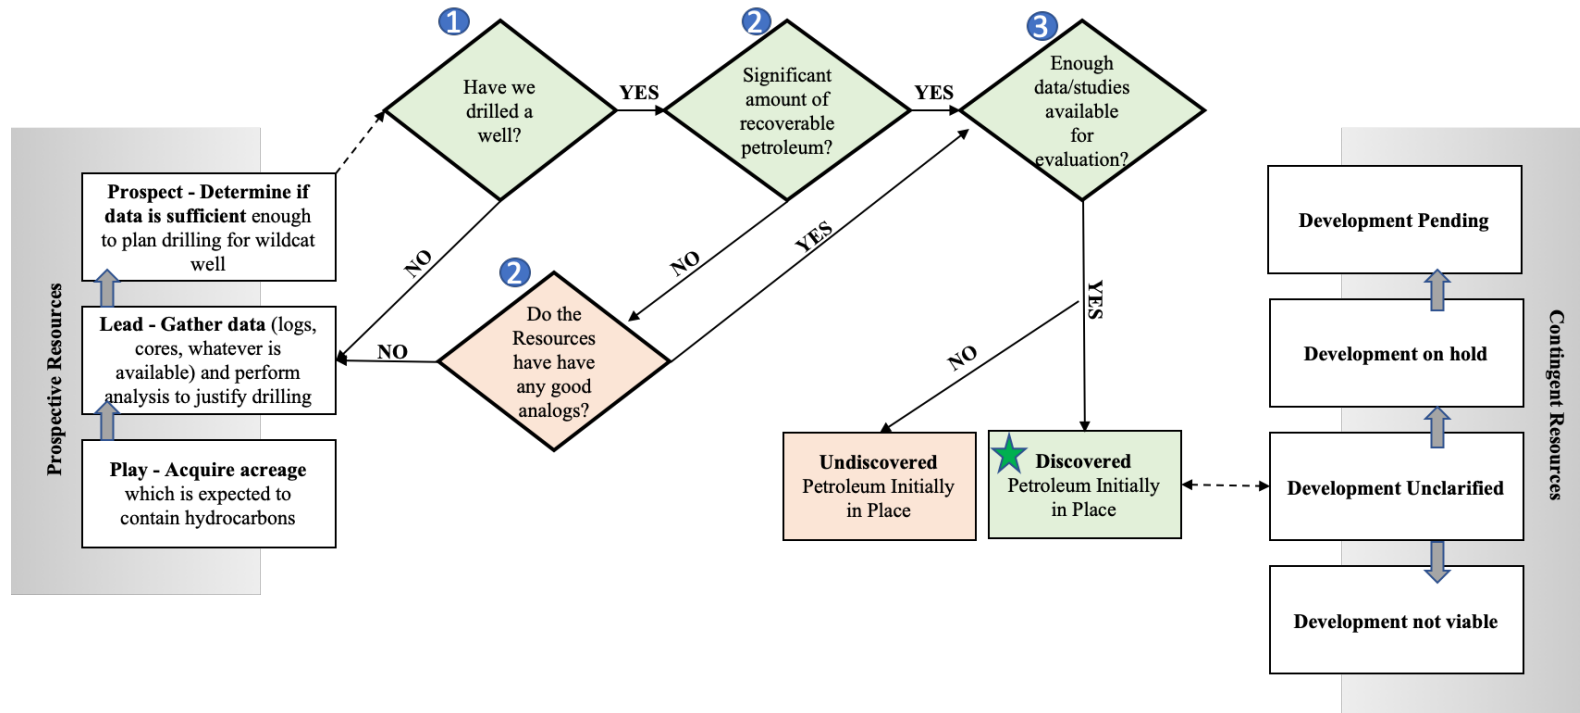 1
Have we
drilled a
well?
YES
2
Significant
amount of
recoverable
petroleum?
YES
3
Enough
data/studies
available
for
evaluation?
Prospective Resources
Prospect - Determine if
data is sufficient enough
to plan drilling for wildcat
well
Lead - Gather data (logs,
cores, whatever is
available) and perform
analysis to justify drilling
Play - Acquire acreage
which is expected to
contain hydrocarbons
NO
NO
2
Do the
Resources
have have
any good
analogs?
NO
YES
YES
NO
Undiscovered
Petroleum Initially
in Place
Discovered
Petroleum Initially
in Place
Development Pending
Development on hold
Development Unclarified
Development not viable
Contingent Resources